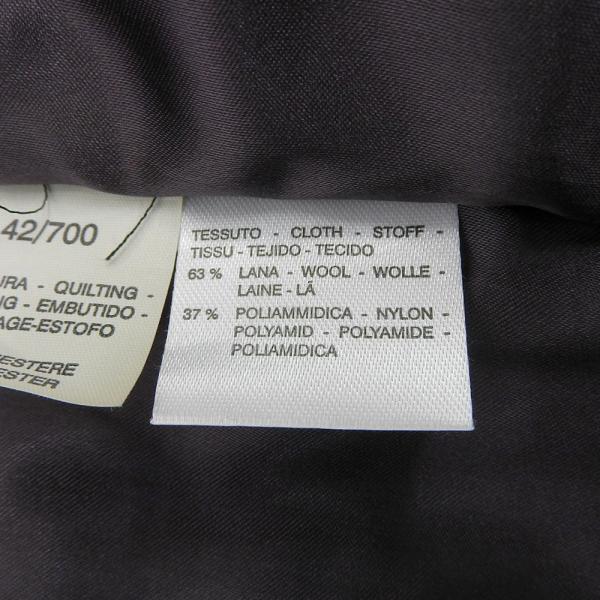 42/700
URA - QUILTING -
NG - EMBUTIDO -
AGE-ESTOFO
ESTERE
ESTER
TESSUTO - CLOTH - STOFF -
TISSU - TEJIDO - TECIDO
63 % LANA - WOOL - WOLLE -
LAINE - LÃ
37 % POLIAMMIDICA - NYLON -
POLYAMID - POLYAMIDE -
POLIAMIDICA